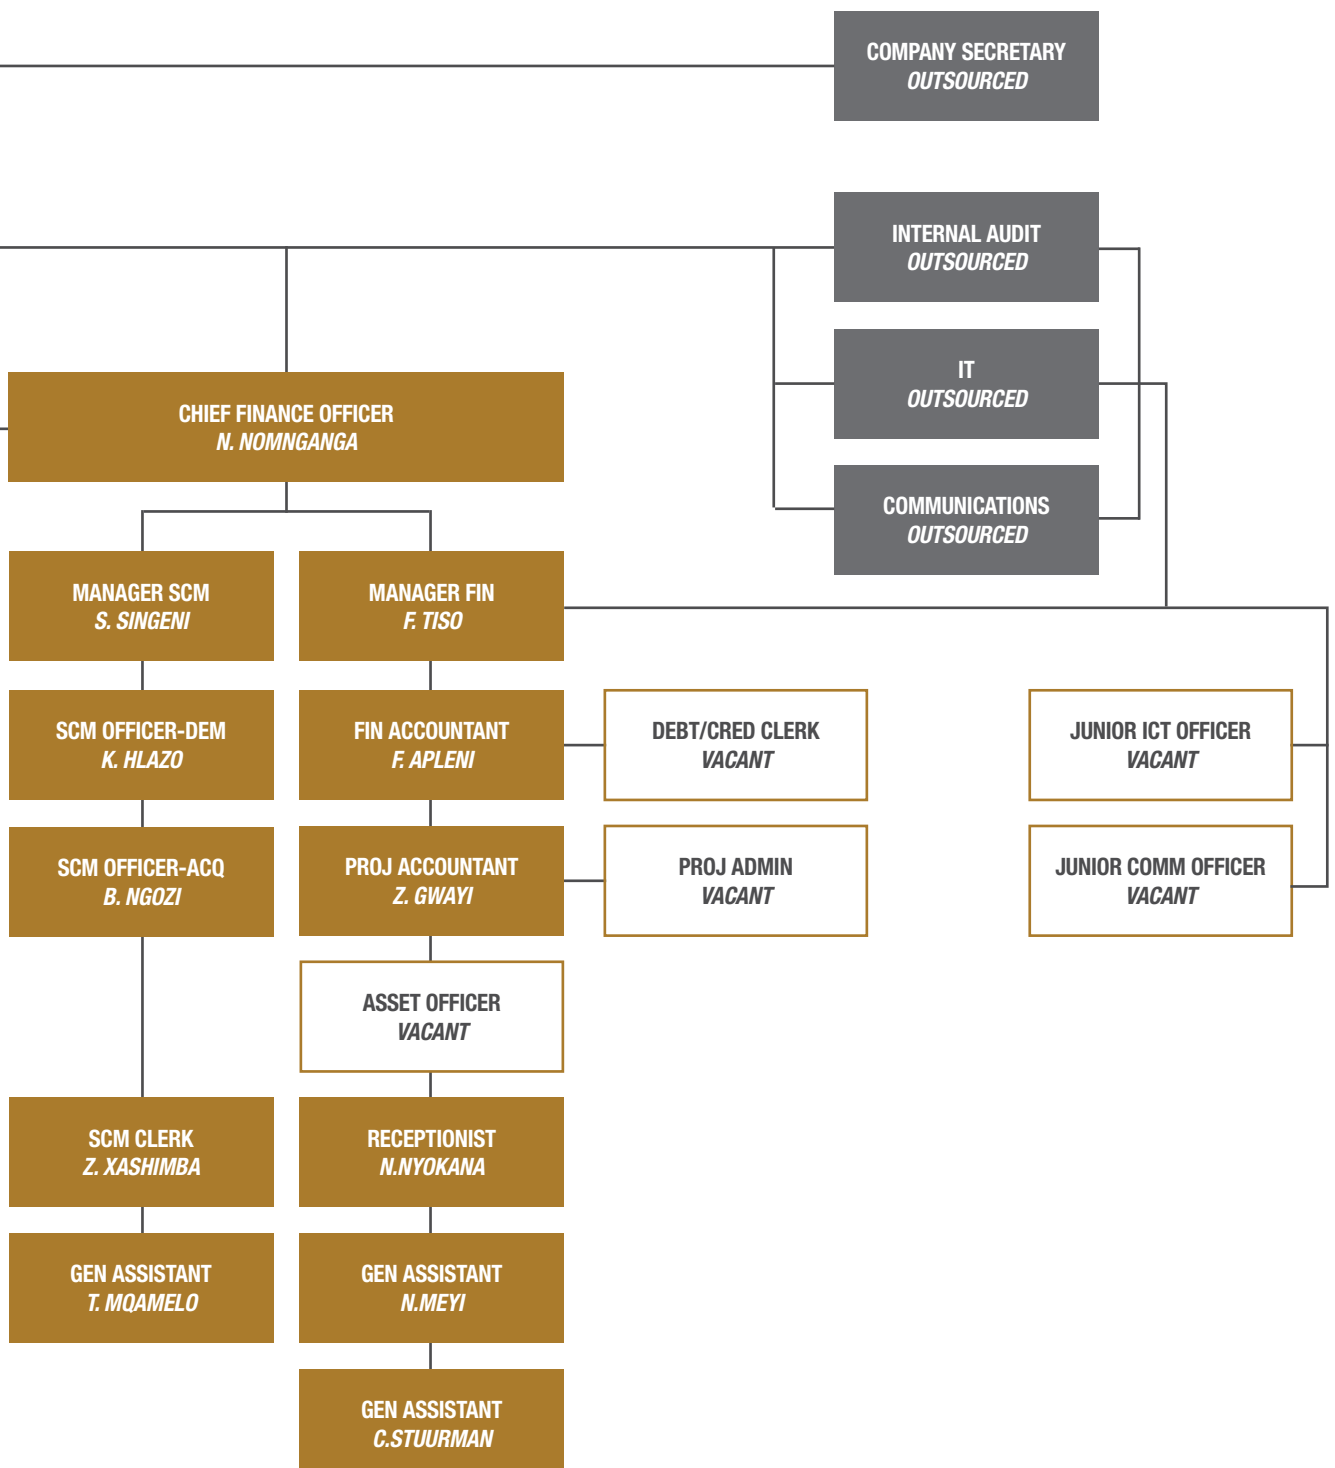 COMPANY SECRETARY
OUTSOURCED
INTERNAL AUDIT
OUTSOURCED
IT
OUTSOURCED
CHIEF FINANCE OFFICER
N. NOMNGANGA
COMMUNICATIONS
OUTSOURCED
MANAGER SCM
S. SINGENI
MANAGER FIN
F. TISO
SCM OFFICER-DEM
K. HLAZO
FIN ACCOUNTANT
F. APLENI
DEBT/CRED CLERK
VACANT
JUNIOR ICT OFFICER
VACANT
SCM OFFICER-ACQ
B. NGOZI
PROJ ACCOUNTANT
Z. GWAYI
PROJ ADMIN
VACANT
JUNIOR COMM OFFICER
VACANT
ASSET OFFICER
VACANT
SCM CLERK
Z. XASHIMBA
RECEPTIONIST
N.NYOKANA
GEN ASSISTANT
T. MQAMELO
GEN ASSISTANT
N.MEYI
GEN ASSISTANT
C.STUURMAN